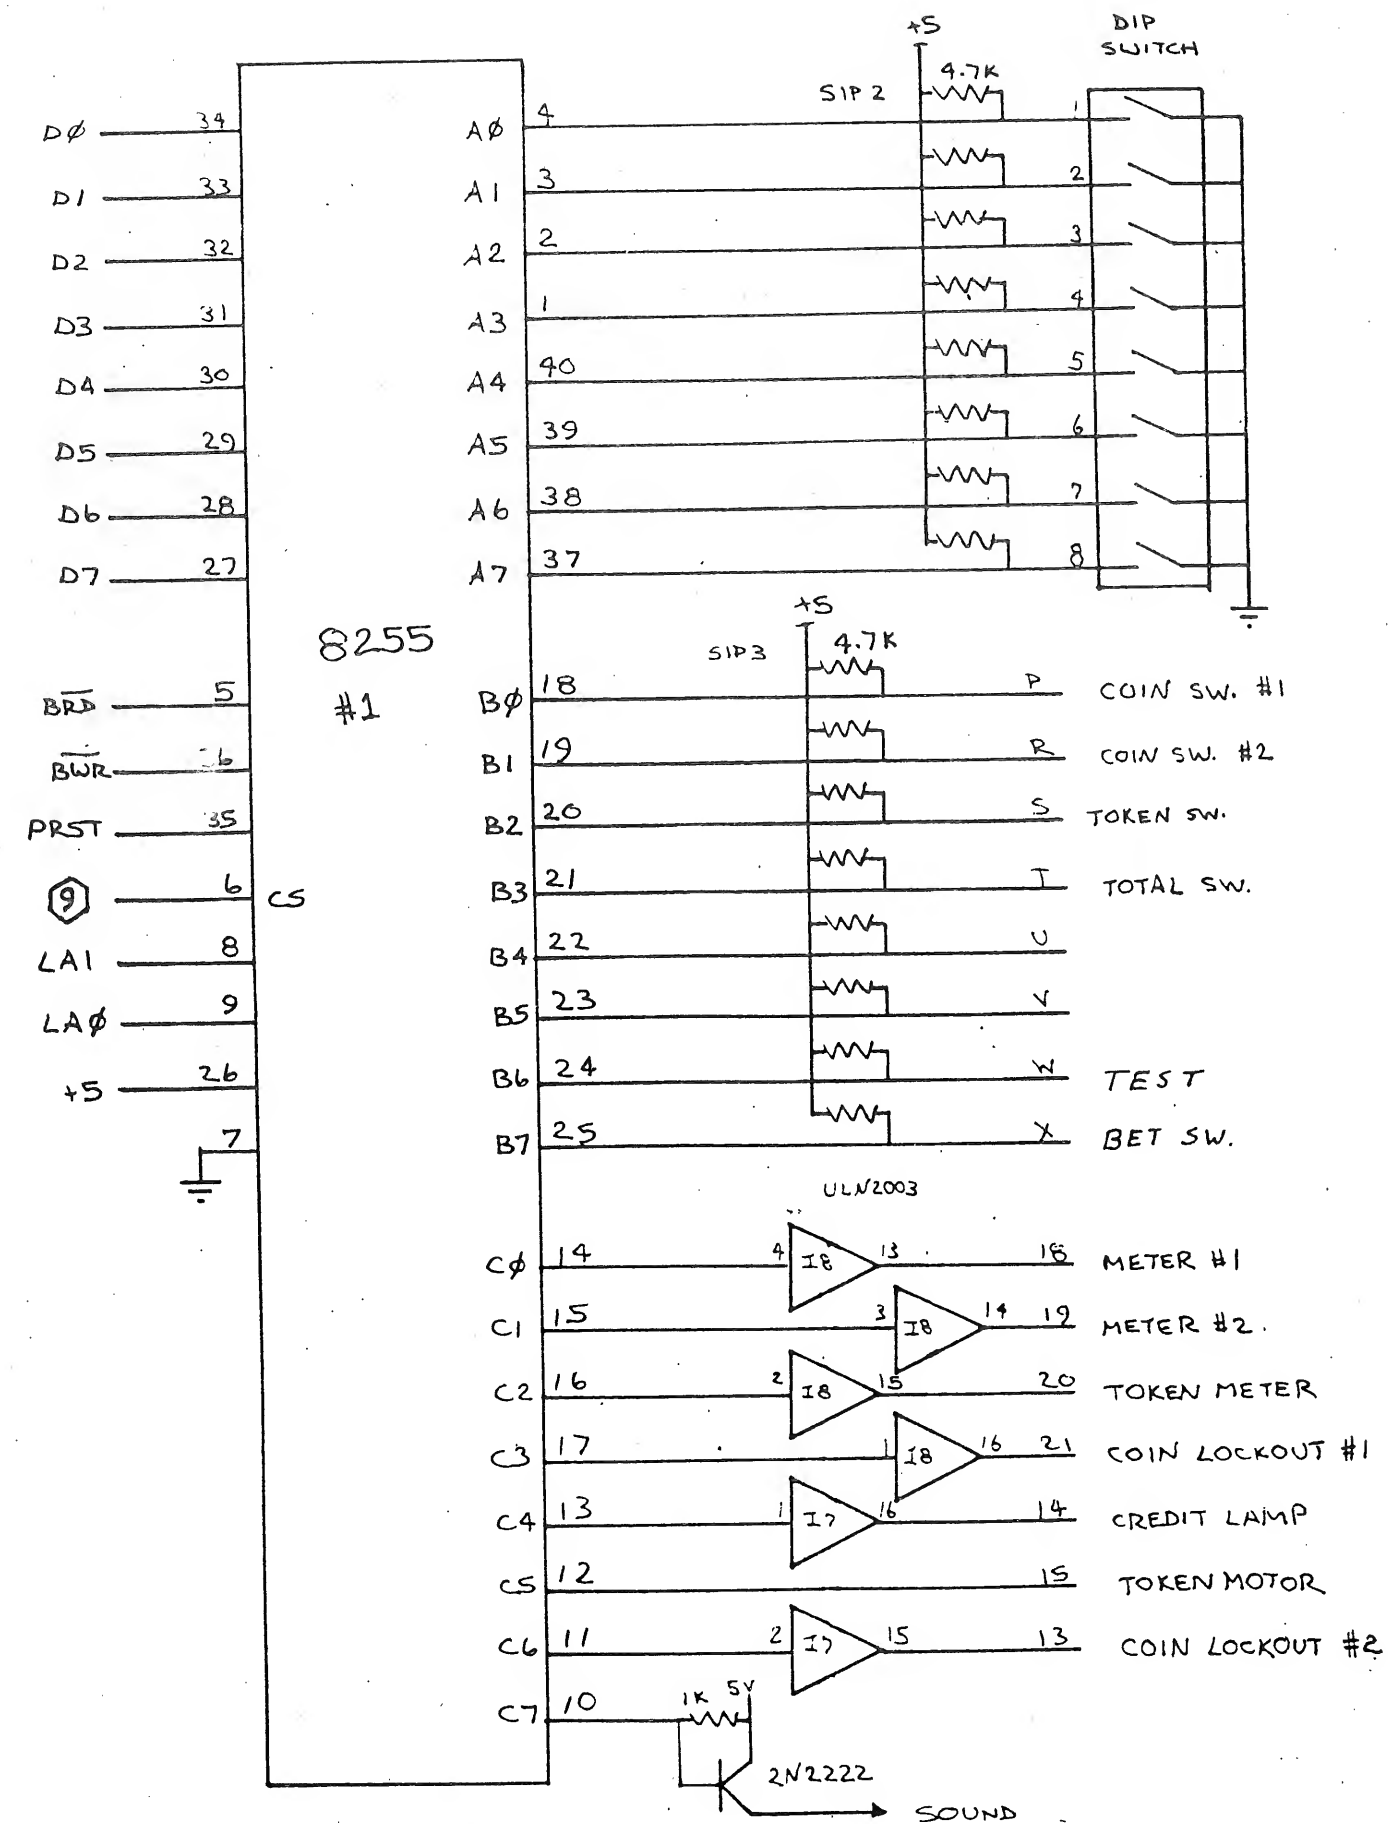 +5
DIP
SWITCH
SIP 2
4.7K
DØ 34 AØ 4 1
D1 33 A1 3 2
D2 32 A2 2 3
D3 31 A3 1 4
D4 30 A4 40 5
D5 29 A5 39 6
D6 28 A6 38 7
D7 27 A7 37 8
8255
#1
+5
SIP3
4.7K
B\overline{RD} 5 BØ 18 P COIN SW. #1
\overline{BWR} B1 19 R COIN SW. #2
PRST 35 B2 20 S TOKEN SW.
9 6 CS B3 21 T TOTAL SW.
LA1 8 B4 22 U
LAØ 9 B5 23 V
+5 26 B6 24 W TEST
7 B7 25 X BET SW.
ULN2003
CØ 14 4 I8 13 18 METER #1
C1 15 3 I8 14 19 METER #2.
C2 16 2 I8 15 20 TOKEN METER
C3 17 1 I8 16 21 COIN LOCKOUT #1
C4 13 1 I7 16 14 CREDIT LAMP
C5 12 15 TOKEN MOTOR
C6 11 2 I7 15 13 COIN LOCKOUT #2
C7 10 1K 5V
2N2222
SOUND